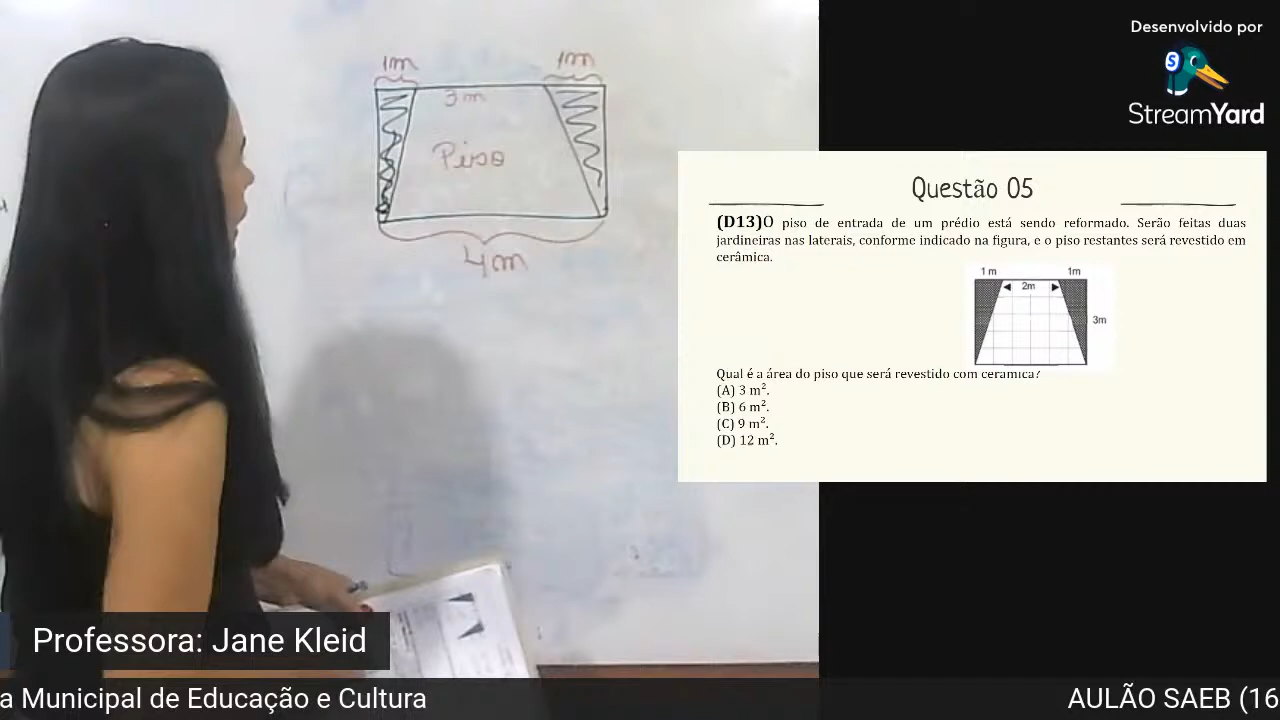 1m 1m
3m
Piso
4m
Desenvolvido por
StreamYard
Questão 05
(D13)O piso de entrada de um prédio está sendo reformado. Serão feitas duas
jardineiras nas laterais, conforme indicado na figura, e o piso restantes será revestido em
cerâmica.
1 m 1m
2m
3m
Qual é a área do piso que será revestido com cerâmica?
(A) 3 m².
(B) 6 m².
(C) 9 m².
(D) 12 m².
Professora: Jane Kleid
a Municipal de Educação e Cultura
AULÃO SAEB (16